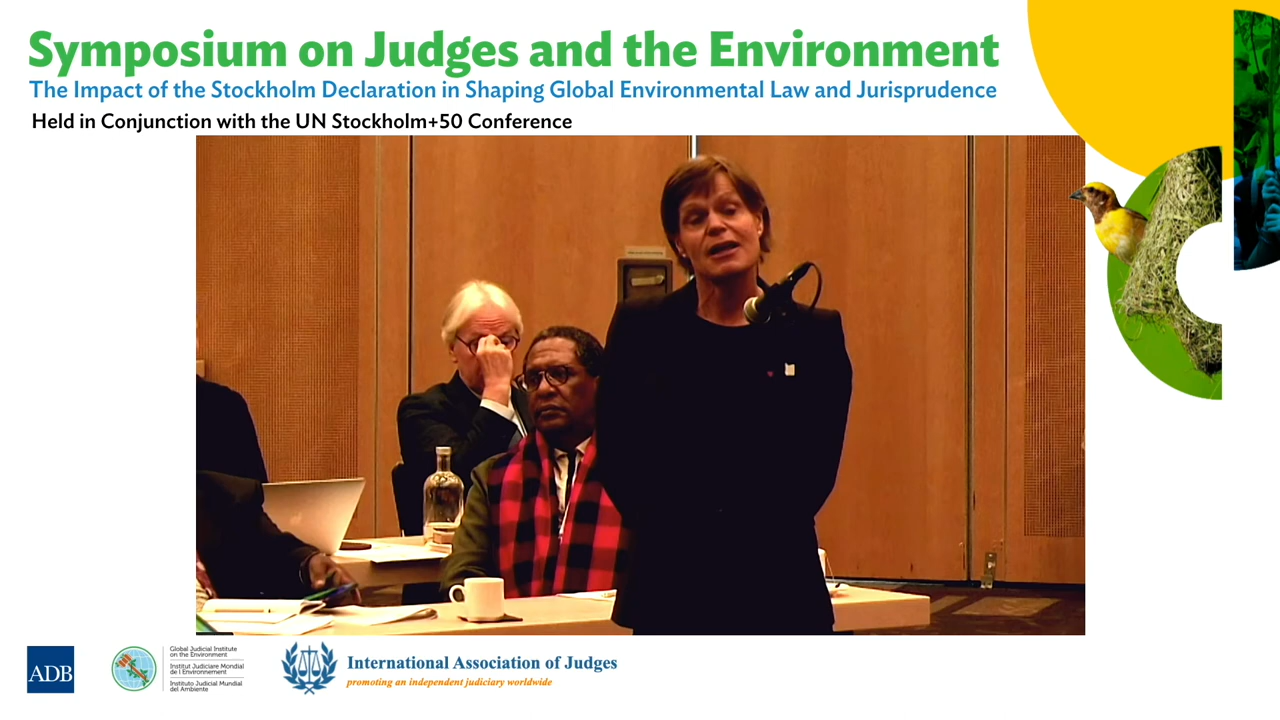 Symposium on Judges and the Environment
The Impact of the Stockholm Declaration in Shaping Global Environmental Law and Jurisprudence
Held in Conjunction with the UN Stockholm+50 Conference
ADB
Global Judicial Institute
on the Environment
Institut Judiciaire Mondial
de l Environnement
Instituto Judicial Mundial
del Ambiente
International Association of Judges
promoting an independent judiciary worldwide